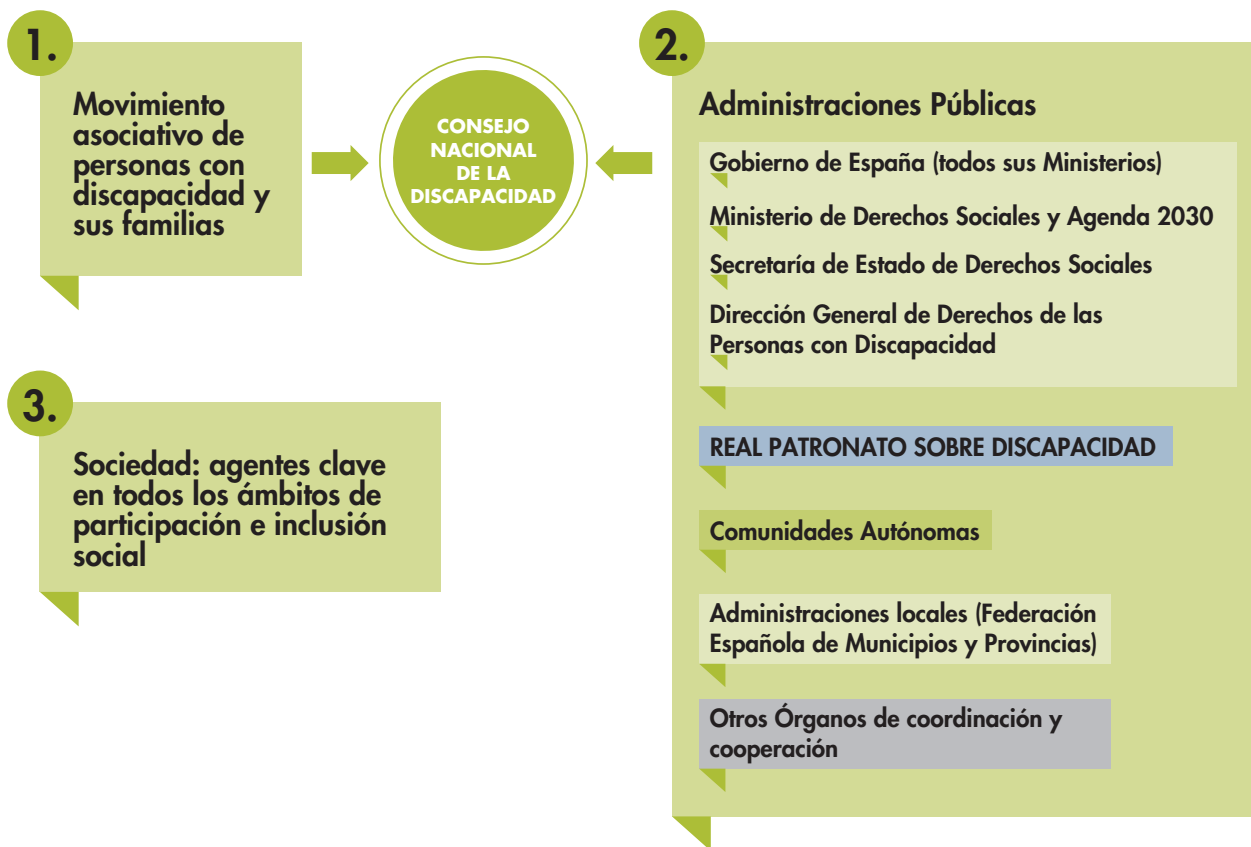 1.
Movimiento
asociativo de
personas con
discapacidad y
sus familias
CONSEJO
NACIONAL
DE LA
DISCAPACIDAD
2.
Administraciones Públicas
Gobierno de España (todos sus Ministerios)
Ministerio de Derechos Sociales y Agenda 2030
Secretaría de Estado de Derechos Sociales
Dirección General de Derechos de las
Personas con Discapacidad
REAL PATRONATO SOBRE DISCAPACIDAD
Comunidades Autónomas
Administraciones locales (Federación
Española de Municipios y Provincias)
Otros Órganos de coordinación y
cooperación
3.
Sociedad: agentes clave
en todos los ámbitos de
participación e inclusión
social